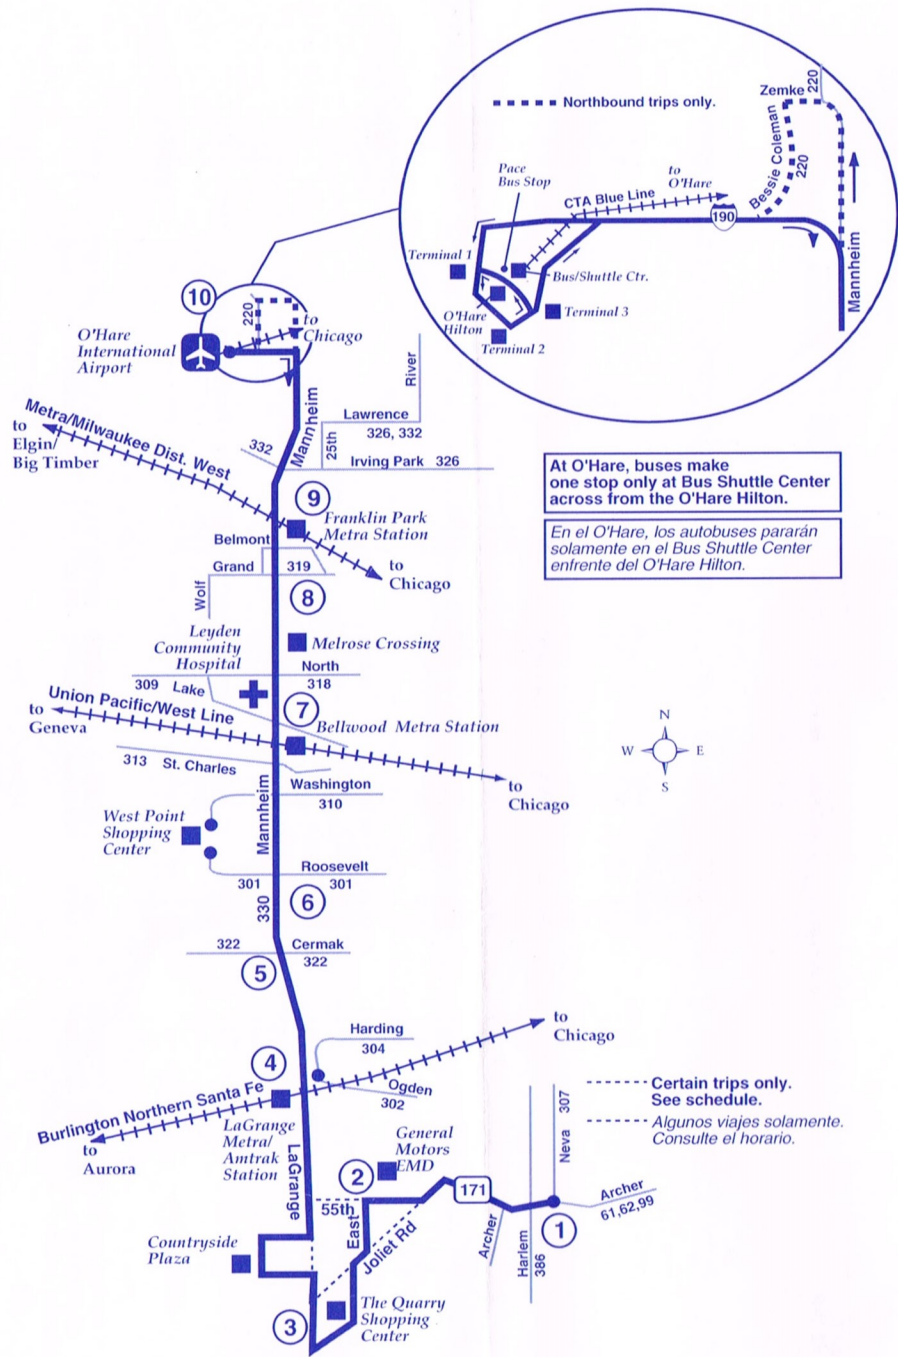 Northbound trips only.
Zemke
220
Bessie Coleman
220
Pace
Bus Stop
CTA Blue Line
to
O'Hare
190
Mannheim
Terminal 1
Bus/Shuttle Ctr.
O'Hare
Hilton
Terminal 3
Terminal 2
10
220
to
Chicago
O'Hare
International
Airport
Mannheim
River
Lawrence
326, 332
25th
332
Irving Park 326
Metra/Milwaukee Dist. West
to
Elgin/
Big Timber
At O'Hare, buses make
one stop only at Bus Shuttle Center
across from the O'Hare Hilton.
En el O'Hare, los autobuses pararán
solamente en el Bus Shuttle Center
enfrente del O'Hare Hilton.
9
Franklin Park
Metra Station
Belmont
Grand
319
to
Chicago
Wolf
8
Leyden
Community
Hospital
Melrose Crossing
North
318
309 Lake
Union Pacific/West Line
to
Geneva
7
Bellwood Metra Station
N
W
E
S
313 St. Charles
to
Chicago
Washington
310
Mannheim
West Point
Shopping
Center
Roosevelt
301
301
330
6
322
Cermak
322
5
to
Chicago
Harding
304
4
Ogden
302
Burlington Northern Santa Fe
to
Aurora
LaGrange
Metra/
Amtrak
Station
LaGrange
General
Motors
EMD
2
55th
East
Joliet Rd
171
Archer
Harlem
386
Neva 307
1
Archer
61,62,99
Certain trips only.
See schedule.
Algunos viajes solamente.
Consulte el horario.
Countryside
Plaza
3
The Quarry
Shopping
Center